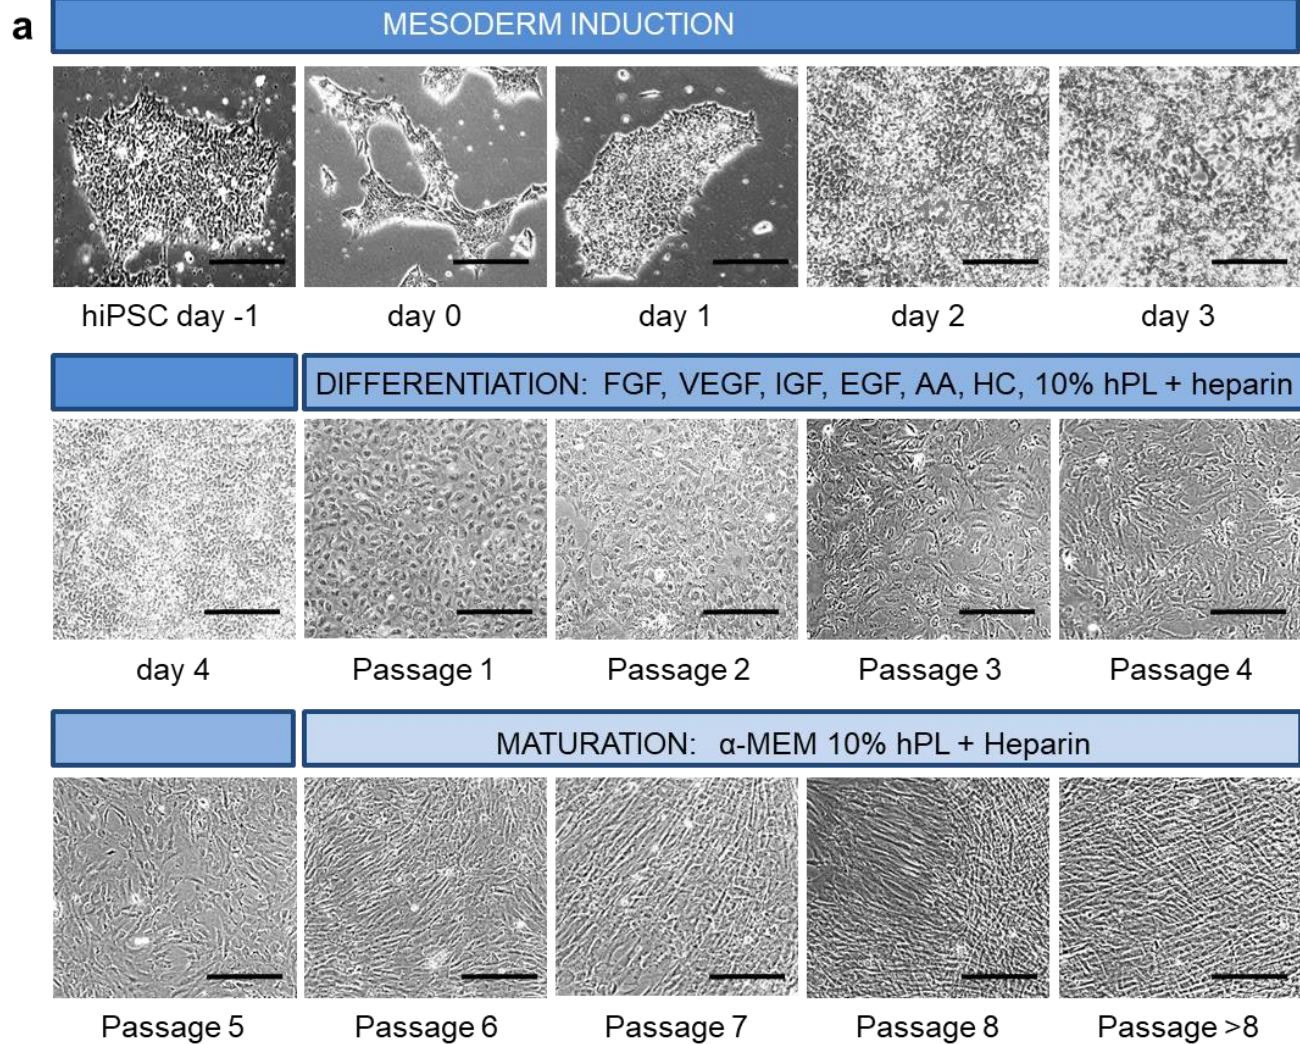 a
MESODERM INDUCTION
hiPSC day -1
day 0
day 1
day 2
day 3
DIFFERENTIATION: FGF, VEGF, IGF, EGF, AA, HC, 10% hPL + heparin
day 4
Passage 1
Passage 2
Passage 3
Passage 4
MATURATION: α-MEM 10% hPL + Heparin
Passage 5
Passage 6
Passage 7
Passage 8
Passage >8